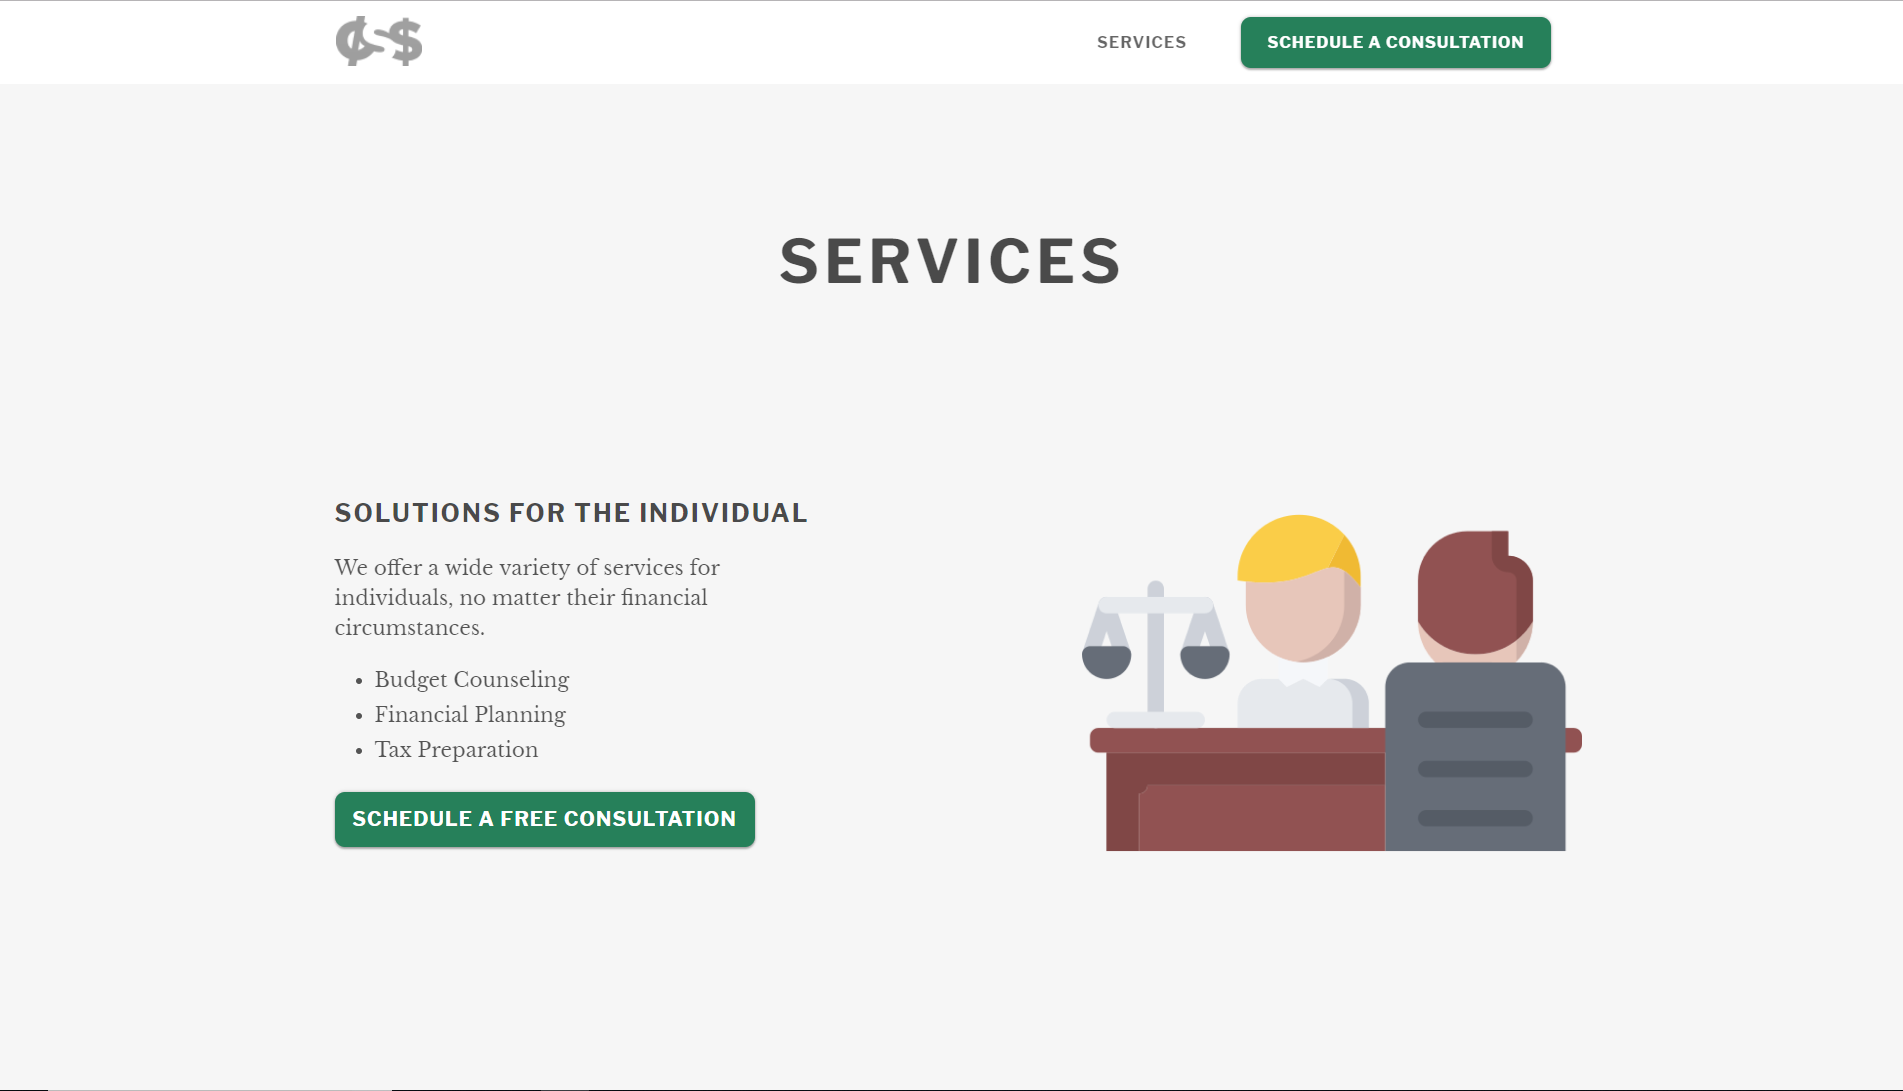 SERVICES
SCHEDULE A CONSULTATION
SERVICES
SOLUTIONS FOR THE INDIVIDUAL
We offer a wide variety of services for
individuals, no matter their financial
circumstances.
• Budget Counseling
• Financial Planning
• Tax Preparation
SCHEDULE A FREE CONSULTATION